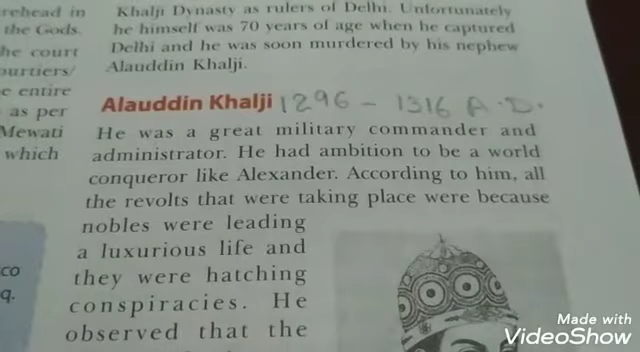 rehead in
the Gods.
he court
ourtiers/
e entire
as per
Mewati
which
co
q.
Khalji Dynasty as rulers of Delhi. Unfortunately
he himself was 70 years of age when he captured
Delhi and he was soon murdered by his nephew
Alauddin Khalji.
Alauddin Khalji 1296 - 1316 A.D.
He was a great military commander and
administrator. He had ambition to be a world
conqueror like Alexander. According to him, all
the revolts that were taking place were because
nobles were leading
a luxurious life and
they were hatching
conspiracies. He
observed that the
Made with
VideoShow